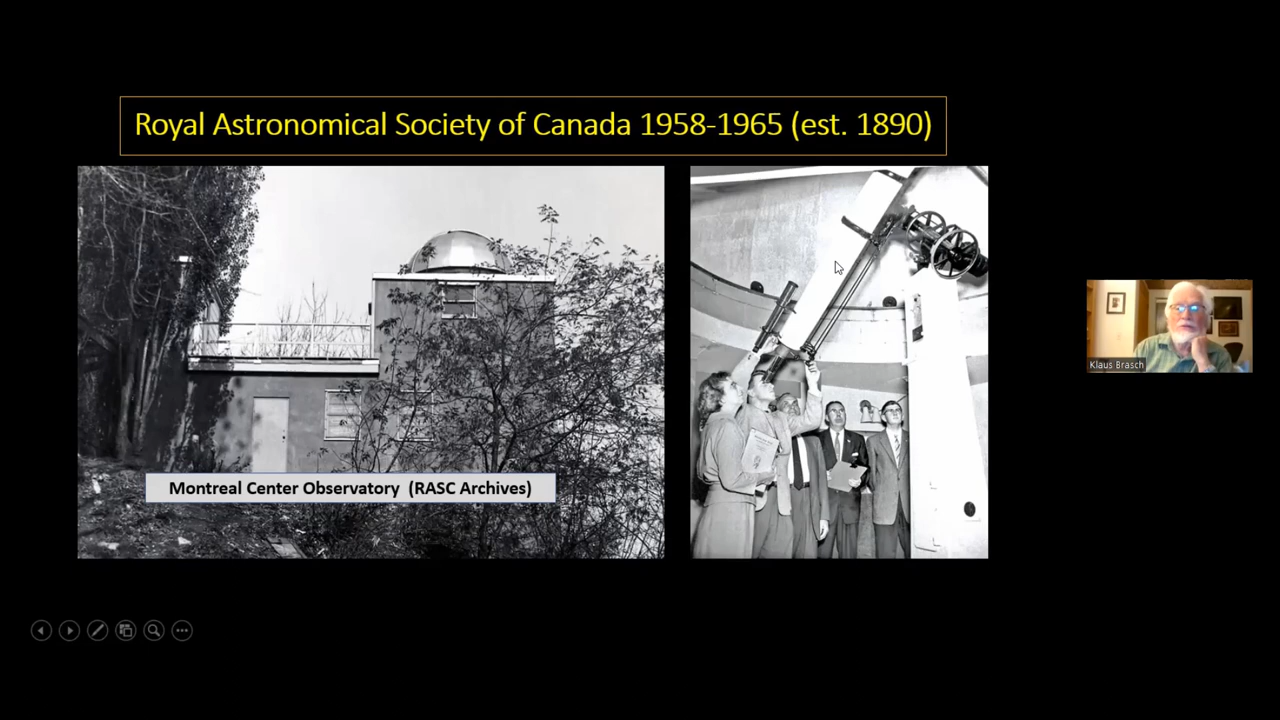 Royal Astronomical Society of Canada 1958-1965 (est. 1890)
Montreal Center Observatory (RASC Archives)
Klaus Brasch